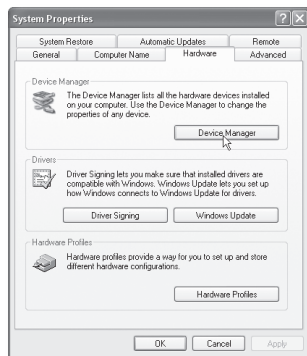 System Properties
System Restore Automatic Updates Remote
General Computer Name Hardware Advanced
Device Manager
The Device Manager lists all the hardware devices installed
on your computer. Use the Device Manager to change the
properties of any device.
Device Manager
Drivers
Driver Signing lets you make sure that installed drivers are
compatible with Windows. Windows Update lets you set up
how Windows connects to Windows Update for drivers.
Driver Signing Windows Update
Hardware Profiles
Hardware profiles provide a way for you to set up and store
different hardware configurations.
Hardware Profiles
OK Cancel Apply